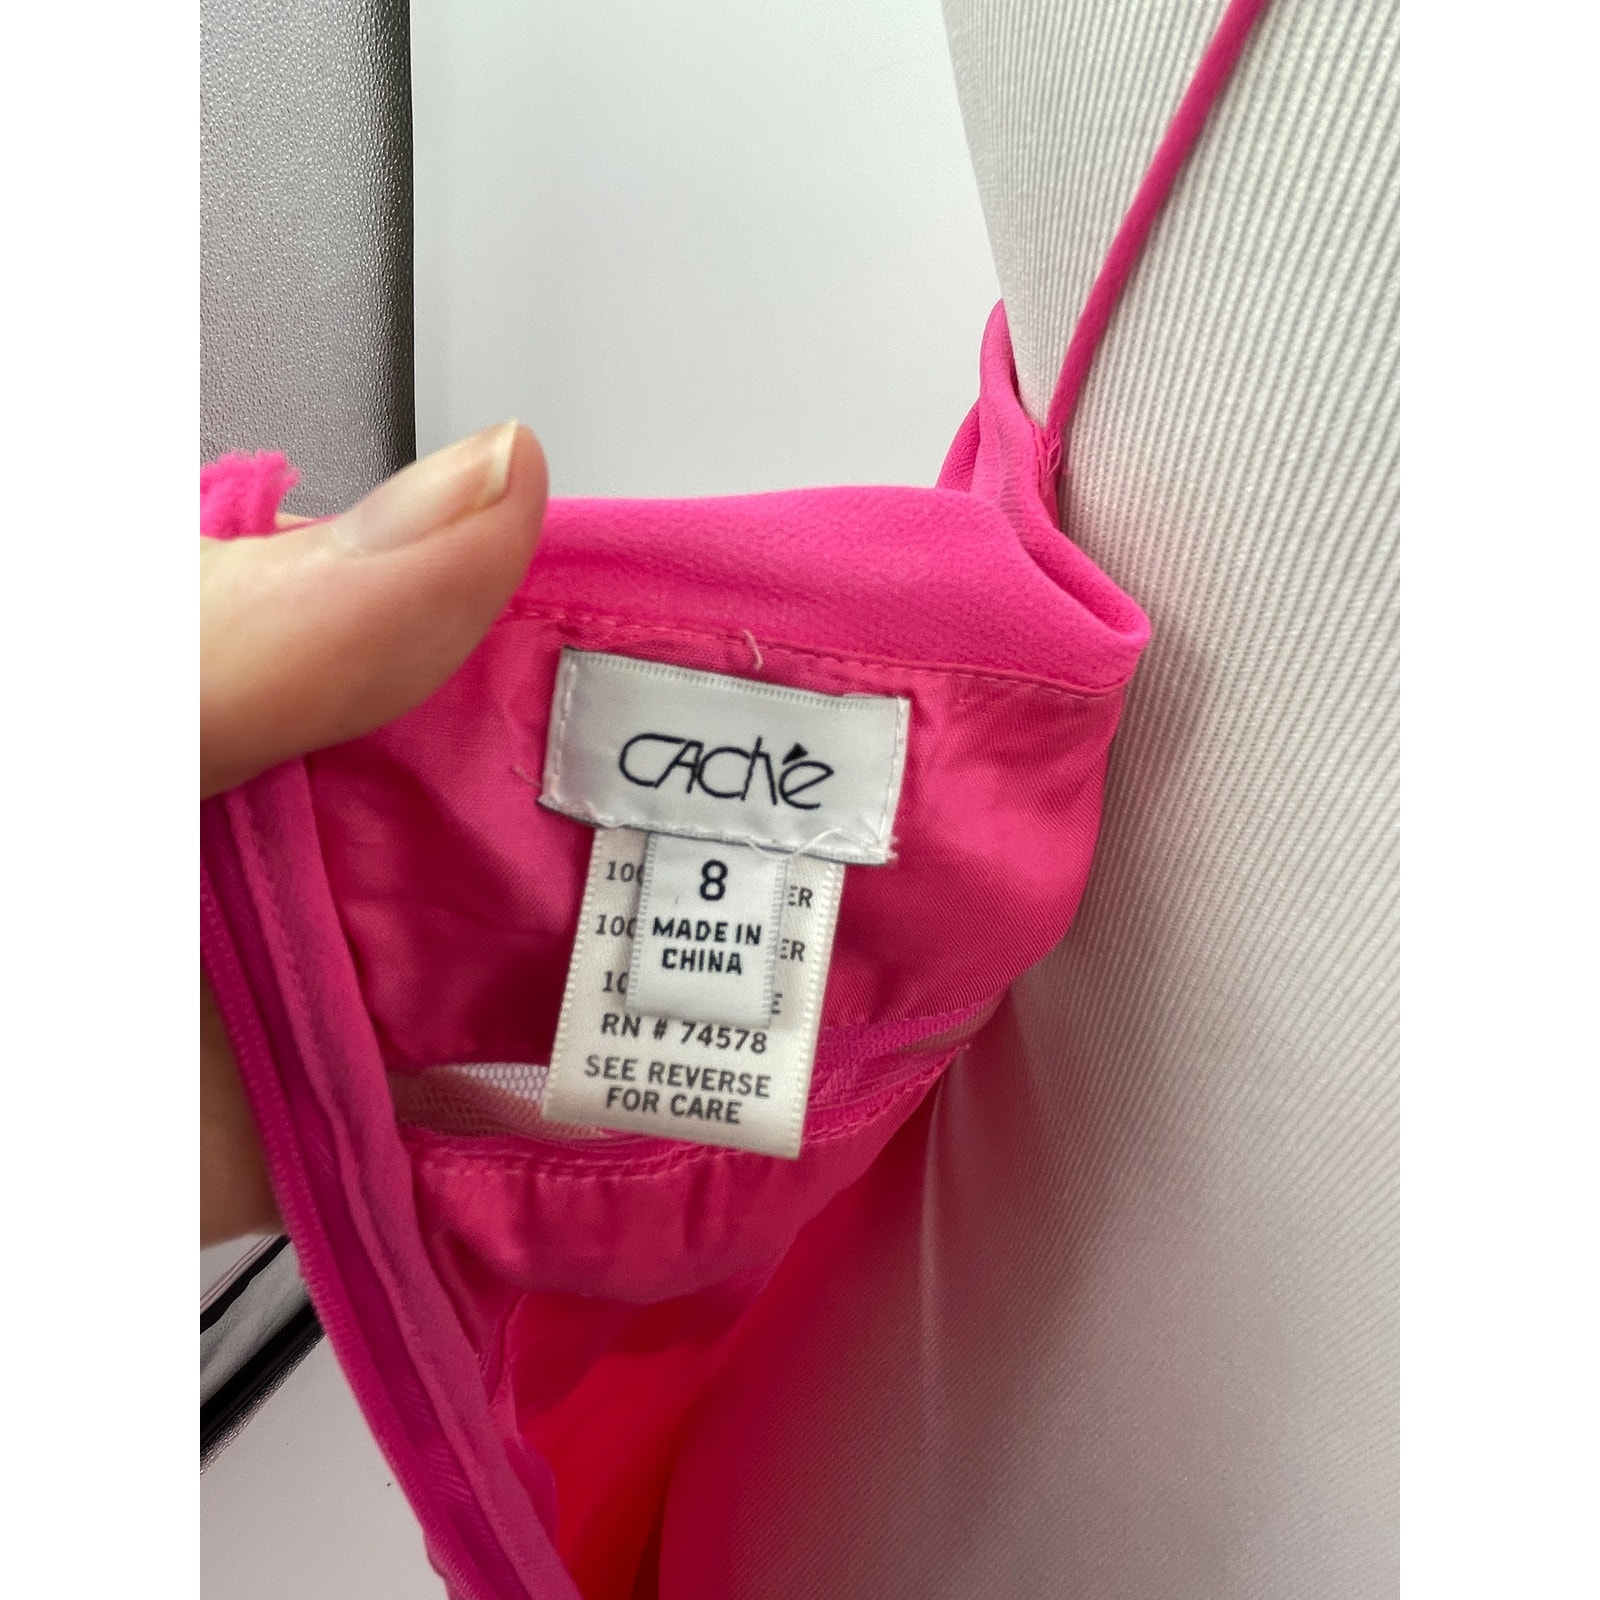 CAChé
8
MADE IN
CHINA
RN # 74578
SEE REVERSE
FOR CARE